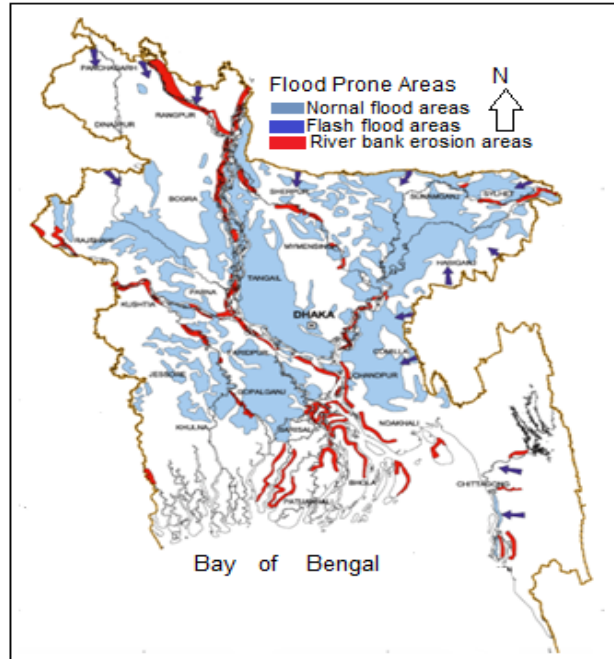 PANCHAGARH
Flood Prone Areas
N
Nornal flood areas
Flash flood areas
River bank erosion areas
RANGPUR
DINAJPUR
SHERPUR
SYLHET
BOGRA
SUNAMGANJ
RAJSHAHI
MYMENSINGH
HABIGANJ
TANGAIL
PABNA
KUSHTIA
DHAKA
FARIDPUR
COMILLA
JESSORE
CHANDPUR
GOPALGANJ
KHULNA
BARISAL
NOAKHALI
BHOLA
CHITTAGONG
PATUAKHALI
Bay of Bengal